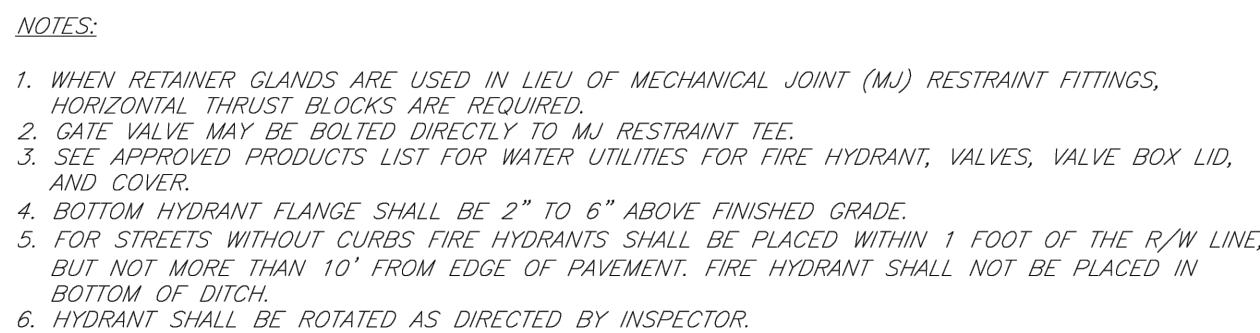 NOTES:
1. WHEN RETAINER GLANDS ARE USED IN LIEU OF MECHANICAL JOINT (MJ) RESTRAINT FITTINGS,
HORIZONTAL THRUST BLOCKS ARE REQUIRED.
2. GATE VALVE MAY BE BOLTED DIRECTLY TO MJ RESTRAINT TEE.
3. SEE APPROVED PRODUCTS LIST FOR WATER UTILITIES FOR FIRE HYDRANT, VALVES, VALVE BOX LID,
AND COVER.
4. BOTTOM HYDRANT FLANGE SHALL BE 2" TO 6" ABOVE FINISHED GRADE.
5. FOR STREETS WITHOUT CURBS FIRE HYDRANTS SHALL BE PLACED WITHIN 1 FOOT OF THE R/W LINE,
BUT NOT MORE THAN 10' FROM EDGE OF PAVEMENT. FIRE HYDRANT SHALL NOT BE PLACED IN
BOTTOM OF DITCH.
6. HYDRANT SHALL BE ROTATED AS DIRECTED BY INSPECTOR.